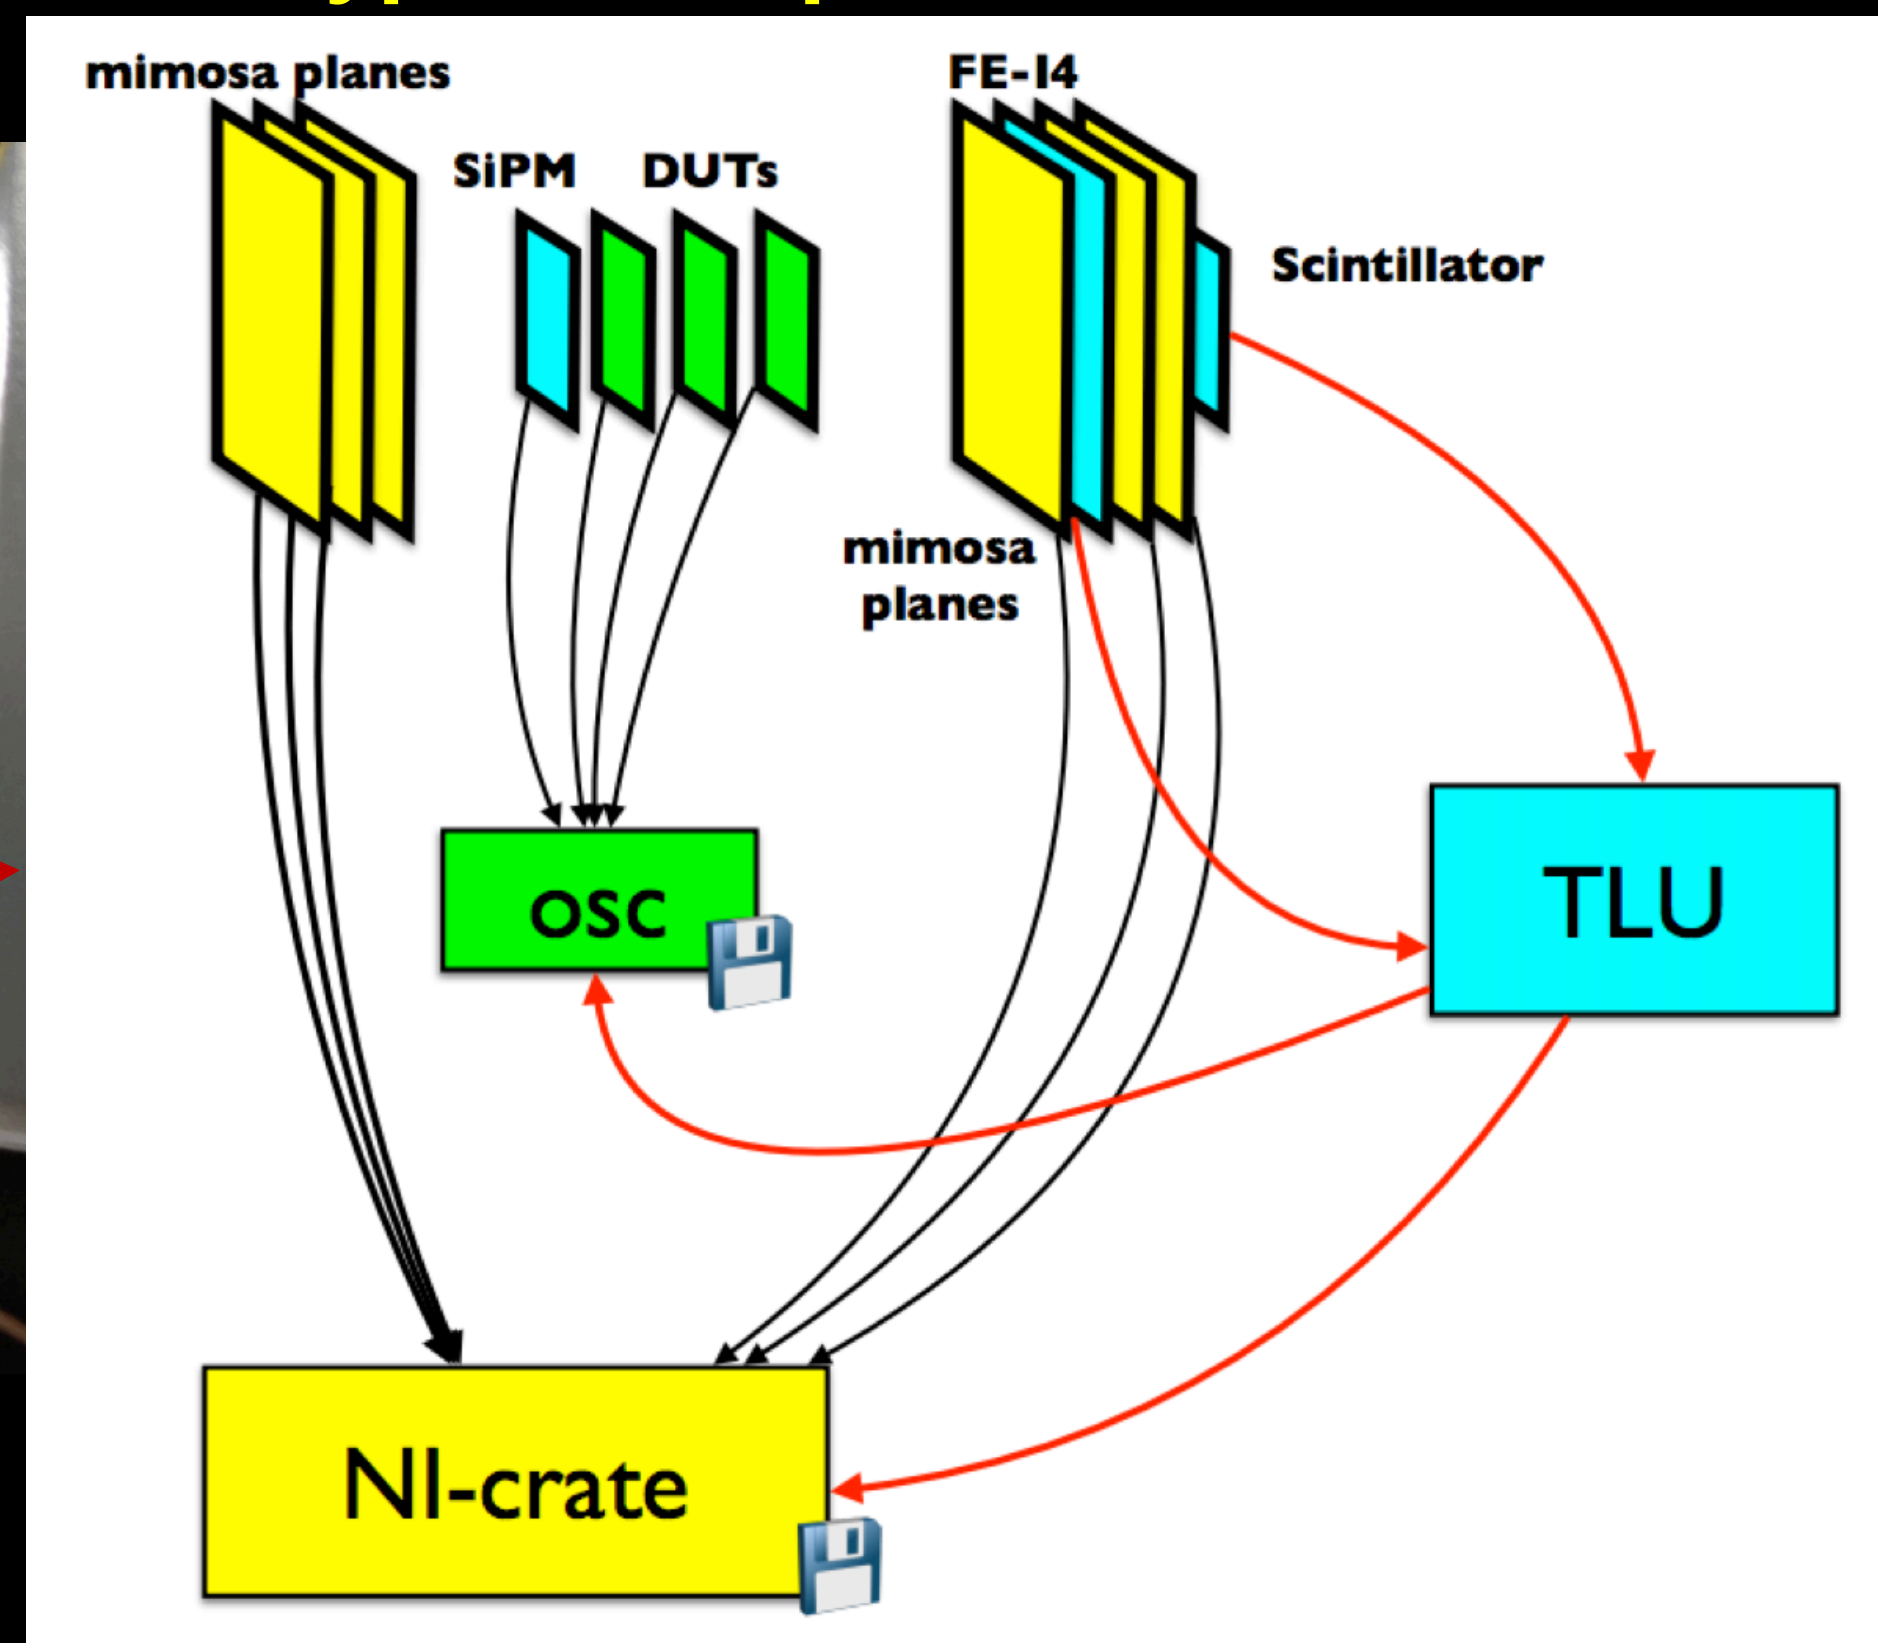 mimosa planes
FE-I4
SiPM
DUTs
Scintillator
mimosa
planes
OSC
TLU
NI-crate